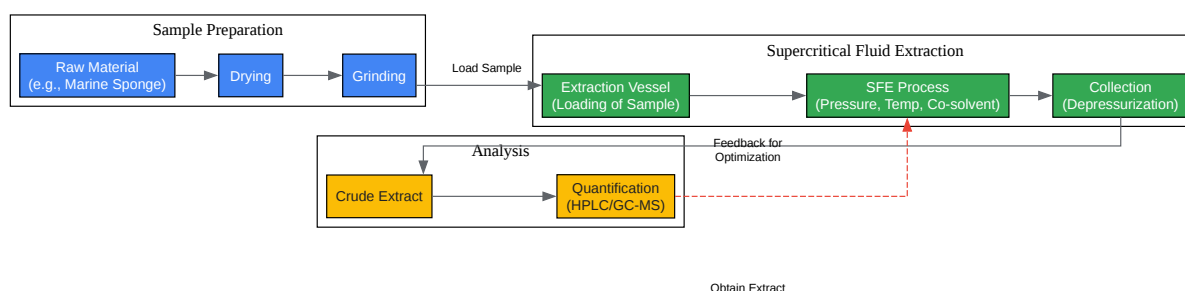 Sample Preparation
Raw Material
(e.g., Marine Sponge)
Drying
Grinding
Load Sample
Supercritical Fluid Extraction
Extraction Vessel
(Loading of Sample)
SFE Process
(Pressure, Temp, Co-solvent)
Collection
(Depressurization)
Feedback for
Optimization
Analysis
Crude Extract
Quantification
(HPLC/GC-MS)
Obtain Extract